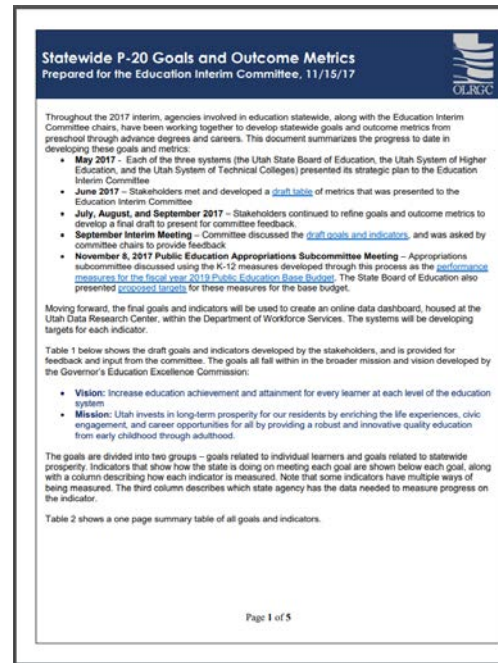 Statewide P-20 Goals and Outcome Metrics
Prepared for the Education Interim Committee, 11/15/17
OLRGC
Throughout the 2017 interim, agencies involved in education statewide, along with the Education Interim
Committee chairs, have been working together to develop statewide goals and outcome metrics from
preschool through advance degrees and careers. This document summarizes the progress to date in
developing these goals and metrics:
• May 2017 - Each of the three systems (the Utah State Board of Education, the Utah System of Higher
Education, and the Utah System of Technical Colleges) presented its strategic plan to the Education
Interim Committee
• June 2017 – Stakeholders met and developed a draft table of metrics that was presented to the
Education Interim Committee
• July, August, and September 2017 – Stakeholders continued to refine goals and outcome metrics to
develop a final draft to present for committee feedback.
• September Interim Meeting – Committee discussed the draft goals and indicators, and was asked by
committee chairs to provide feedback
• November 8, 2017 Public Education Appropriations Subcommittee Meeting – Appropriations
subcommittee discussed using the K-12 measures developed through this process as the performance
measures for the fiscal year 2019 Public Education Base Budget. The State Board of Education also
presented proposed targets for these measures for the base budget.
Moving forward, the final goals and indicators will be used to create an online data dashboard, housed at the
Utah Data Research Center, within the Department of Workforce Services. The systems will be developing
targets for each indicator.
Table 1 below shows the draft goals and indicators developed by the stakeholders, and is provided for
feedback and input from the committee. The goals all fall within the broader mission and vision developed by
the Governor's Education Excellence Commission:
• Vision: Increase education achievement and attainment for every learner at each level of the education
system
• Mission: Utah invests in long-term prosperity for our residents by enriching the life experiences, civic
engagement, and career opportunities for all by providing a robust and innovative quality education
from early childhood through adulthood.
The goals are divided into two groups – goals related to individual learners and goals related to statewide
prosperity. Indicators that show how the state is doing on meeting each goal are shown below each goal, along
with a column describing how each indicator is measured. Note that some indicators have multiple ways of
being measured. The third column describes which state agency has the data needed to measure progress on
the indicator.
Table 2 shows a one page summary table of all goals and indicators.
Page 1 of 5